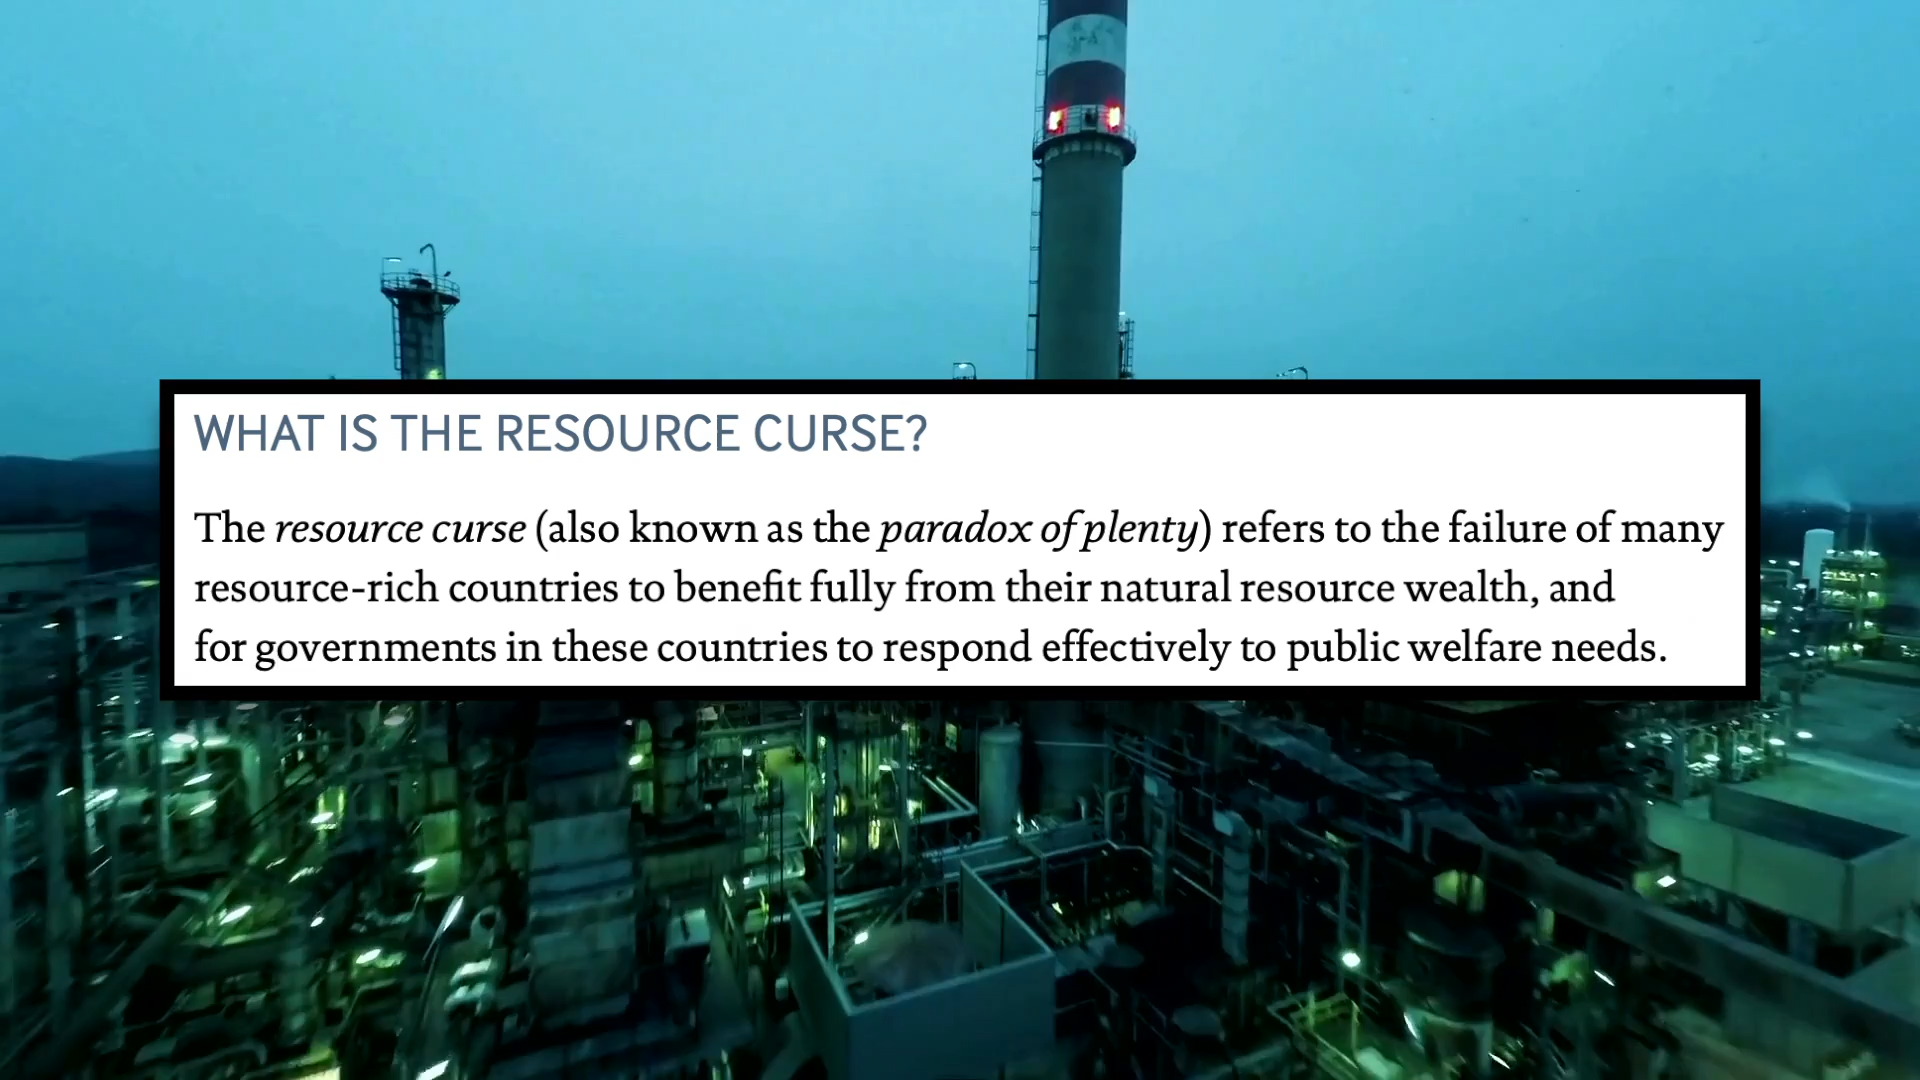 WHAT IS THE RESOURCE CURSE?
The resource curse (also known as the paradox of plenty) refers to the failure of many
resource-rich countries to benefit fully from their natural resource wealth, and
for governments in these countries to respond effectively to public welfare needs.